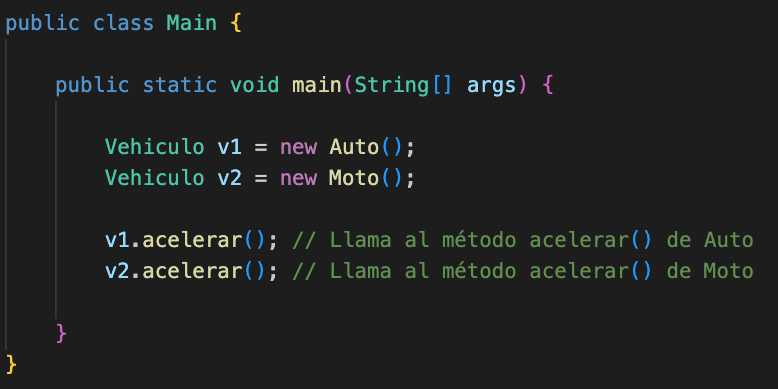 public class Main {
public static void main(String[] args) {
Vehiculo v1 = new Auto();
Vehiculo v2 = new Moto();
v1.acelerar(); // Llama al método acelerar() de Auto
v2.acelerar(); // Llama al método acelerar() de Moto
}
}